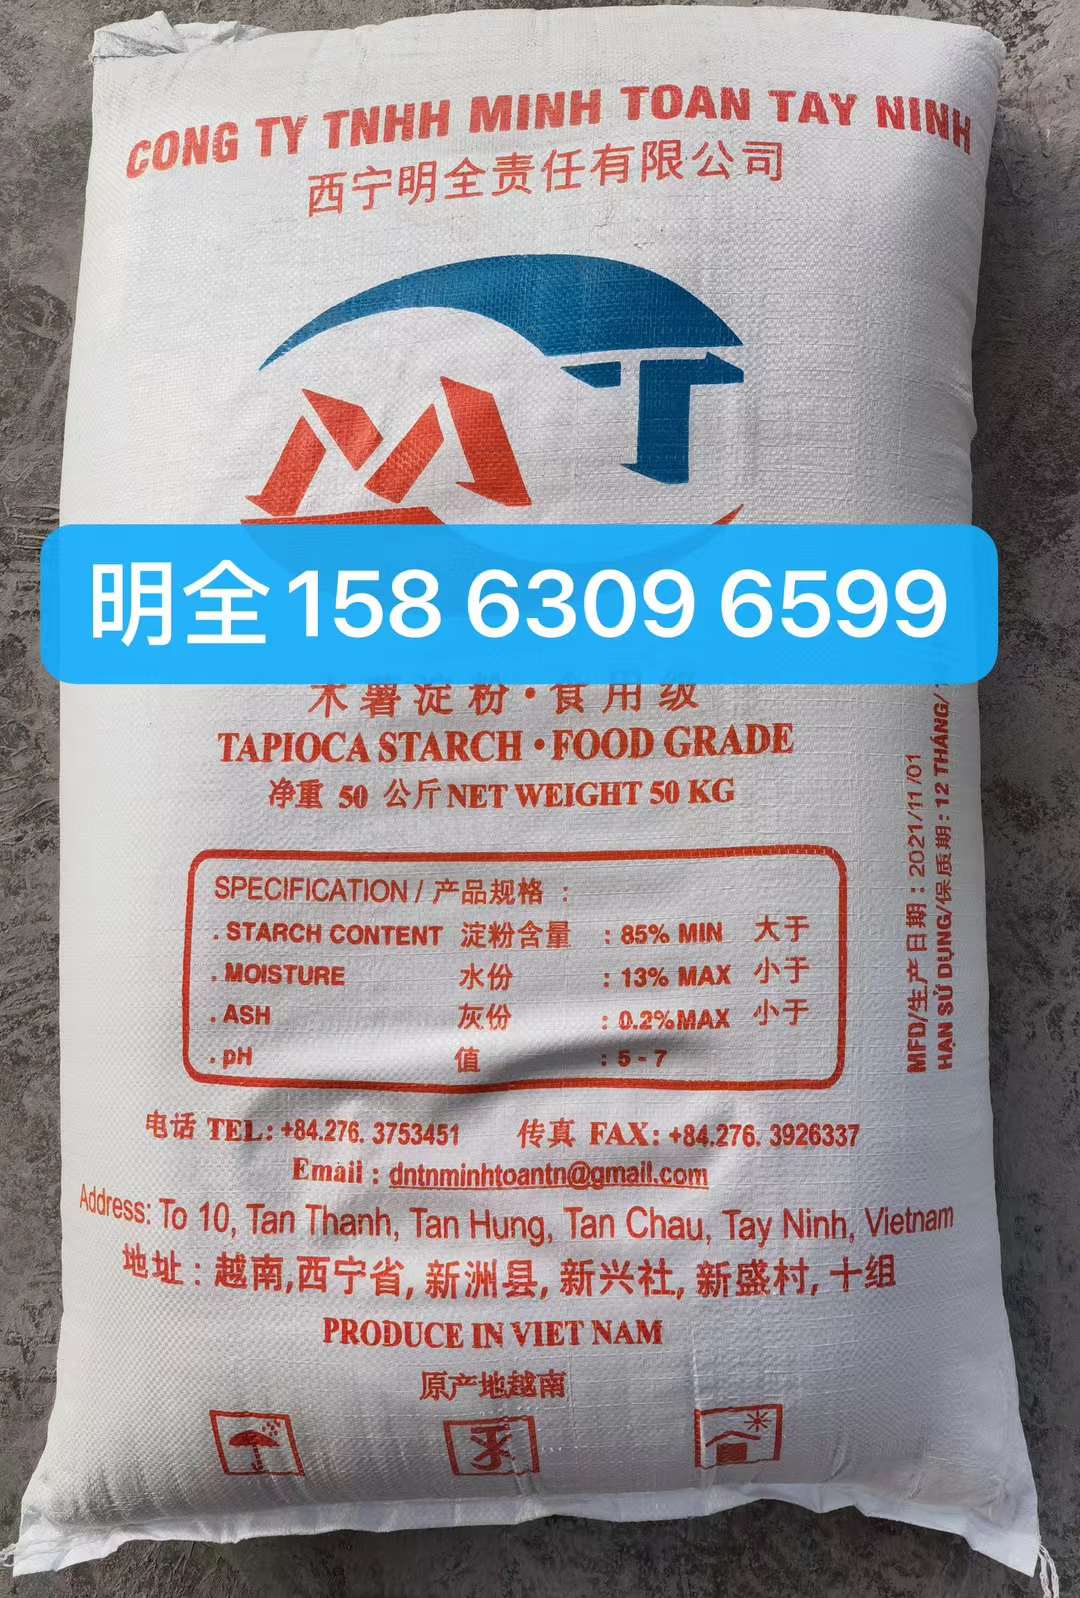 CONG TY TNHH MINH TOAN TAY NINH
西宁明全责任有限公司
MT
明全158 6309 6599
木薯淀粉·食用级
TAPIOCA STARCH • FOOD GRADE
净重 50 公斤 NET WEIGHT 50 KG
SPECIFICATION / 产品规格 :
. STARCH CONTENT 淀粉含量 : 85% MIN 大于
. MOISTURE 水份 : 13% MAX 小于
. ASH 灰份 : 0.2% MAX 小于
. pH 值 : 5 - 7
MFD/生产日期 : 2021/11/01
HẠN SỬ DỤNG/保质期 : 12 THÁNG/
电话 TEL: +84.276. 3753451 传真 FAX: +84.276. 3926337
Email : dntnminhtoantn@gmail.com
Address: To 10, Tan Thanh, Tan Hung, Tan Chau, Tay Ninh, Vietnam
地址 : 越南,西宁省, 新洲县, 新兴社, 新盛村, 十组
PRODUCE IN VIET NAM
原产地越南